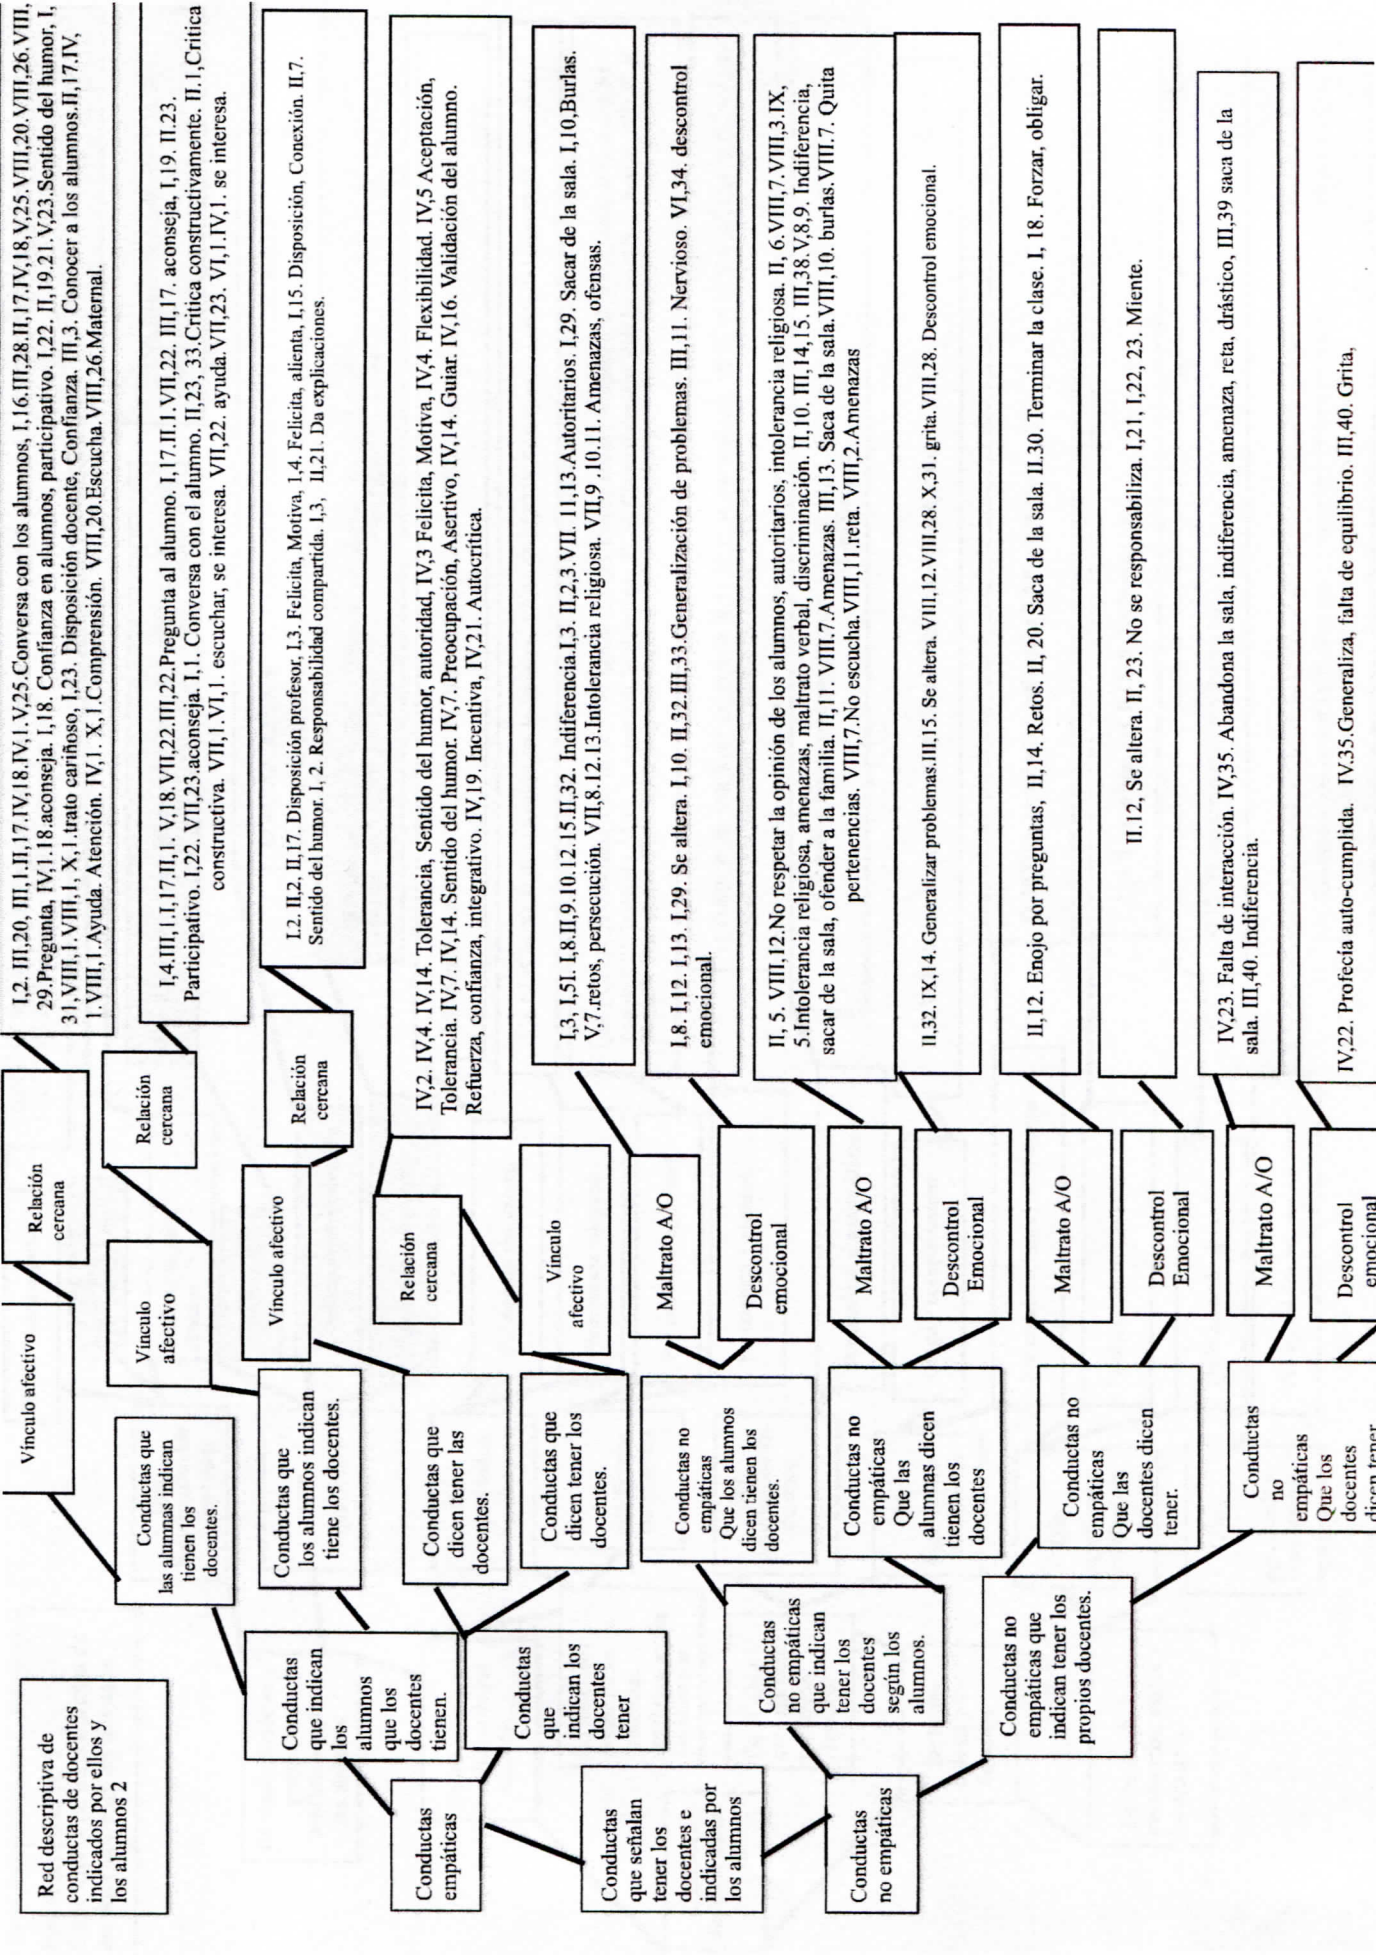 Red descriptiva de
conductas de docentes
indicados por ellos y
los alumnos 2
Conductas
que señalan
tener los
docentes e
indicadas por
los alumnos
Conductas
empáticas
Conductas
no empáticas
Conductas
que indican
los
alumnos
que los
docentes
tienen.
Conductas
que
indican los
docentes
tener
Conductas
no empáticas
que indican
tener los
docentes
según los
alumnos.
Conductas no
empáticas que
indican tener los
propios docentes.
Conductas que
las alumnas indican
tienen los
docentes.
Conductas que
los alumnos indican
tiene los docentes.
Conductas que
dicen tener las
docentes.
Conductas que
dicen tener los
docentes.
Conductas no
empáticas
Que los alumnos
dicen tienen los
docentes.
Conductas no
empáticas
Que las
alumnas dicen
tienen los
docentes
Conductas no
empáticas
Que las
docentes dicen
tener.
Conductas
no
empáticas
Que los
docentes
dicen tener
Vínculo afectivo
Vínculo
afectivo
Vínculo afectivo
Vínculo
afectivo
Maltrato A/O
Descontrol
emocional
Maltrato A/O
Descontrol
Emocional
Maltrato A/O
Descontrol
Emocional
Maltrato A/O
Descontrol
emocional
Relación
cercana
Relación
cercana
Relación
cercana
Relación
cercana
I,2. III,20, III,1.II,17.IV,18.IV,1.V,25.Conversa con los alumnos, I,16.III,28.II,17.IV,18,V,25.VIII,20.VIII,26.VIII,
29.Pregunta, IV,1.18.aconseja. I,18. Confianza en alumnos, participativo. I,22. II,19.21.V,23.Sentido del humor, I,
31,VIII,1.VIII,1, X,1.trato cariñoso, I,23. Disposición docente, Confianza. III,3. Conocer a los alumnos.II,17.IV,
1.VIII,1.Ayuda. Atención. IV,1. X,1.Comprensión. VIII,20.Escucha.VIII,26.Maternal.
I,4.III,1.I,17.II,1. V,18.VII,22.III,22.Pregunta al alumno. I,17.II.1.VII,22. III,17. aconseja, I,19. II.23.
Participativo. I,22. VII,23.aconseja. I,1. Conversa con el alumno. II,23, 33.Critica constructivamente. II.1,Critica
constructiva. VII,1.VI,1. escuchar, se interesa. VII,22. ayuda.VII,23. VI,1.IV,1. se interesa.
I.2. II,2. II,17. Disposición profesor, I,3. Felicita, Motiva, 1,4. Felicita, alienta, I,15. Disposición, Conexión. II,7.
Sentido del humor. I, 2. Responsabilidad compartida. I,3, II,21. Da explicaciones.
IV,2. IV,4. IV,14. Tolerancia, Sentido del humor, autoridad, IV,3 Felicita, Motiva, IV,4. Flexibilidad. IV,5 Aceptación,
Tolerancia. IV,7. IV,14. Sentido del humor. IV,7. Preocupación, Asertivo, IV,14. Guiar. IV,16. Validación del alumno.
Refuerza, confianza, integrativo. IV,19. Incentiva, IV,21. Autocrítica.
I,3, I,5I. I,8.II,9.10.12.15.II,32. Indiferencia.I,3. II,2,3.VII. 11,13.Autoritarios. I,29. Sacar de la sala. I,10,Burlas.
V,7.retos, persecución. VII,8.12.13.Intolerancia religiosa. VII,9 .10.11. Amenazas, ofensas.
I,8. I,12. I,13. I,29. Se altera. I,10. II,32.III,33.Generalización de problemas. III,11. Nervioso. VI,34. descontrol
emocional.
II, 5. VIII,12.No respetar la opinión de los alumnos, autoritarios, intolerancia religiosa. II, 6.VIII,7.VIII,3.IX,
5.Intolerancia religiosa, amenazas, maltrato verbal, discriminación. II,10. III,14,15. III,38.V,8,9. Indiferencia,
sacar de la sala, ofender a la familia. II,11. VIII.7.Amenazas. III,13. Saca de la sala.VIII,10. burlas.VIII.7. Quita
pertenencias. VIII,7.No escucha.VIII,11.reta. VIII,2.Amenazas
II,32. IX,14. Generalizar problemas.III,15. Se altera. VIII,12.VIII,28. X,31. grita.VIII,28. Descontrol emocional.
II,12. Enojo por preguntas, II,14. Retos. II, 20. Saca de la sala. II.30. Terminar la clase. I, 18. Forzar, obligar.
II.12, Se altera. II, 23. No se responsabiliza. I,21, I,22, 23. Miente.
IV,23. Falta de interacción. IV,35. Abandona la sala, indiferencia, amenaza, reta, drástico, III,39 saca de la
sala. III,40. Indiferencia.
IV,22. Profecía auto-cumplida. IV.35.Generaliza, falta de equilibrio. III,40. Grita,